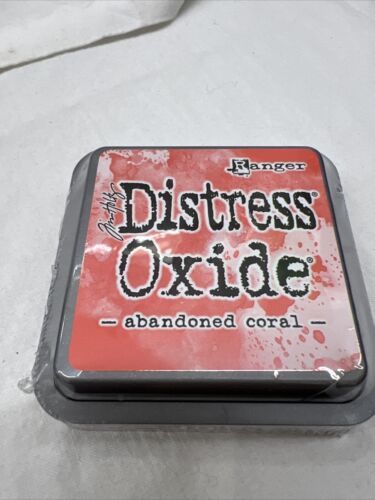 Ranger
Tim Holtz
Distress®
Oxide®
— abandoned coral —